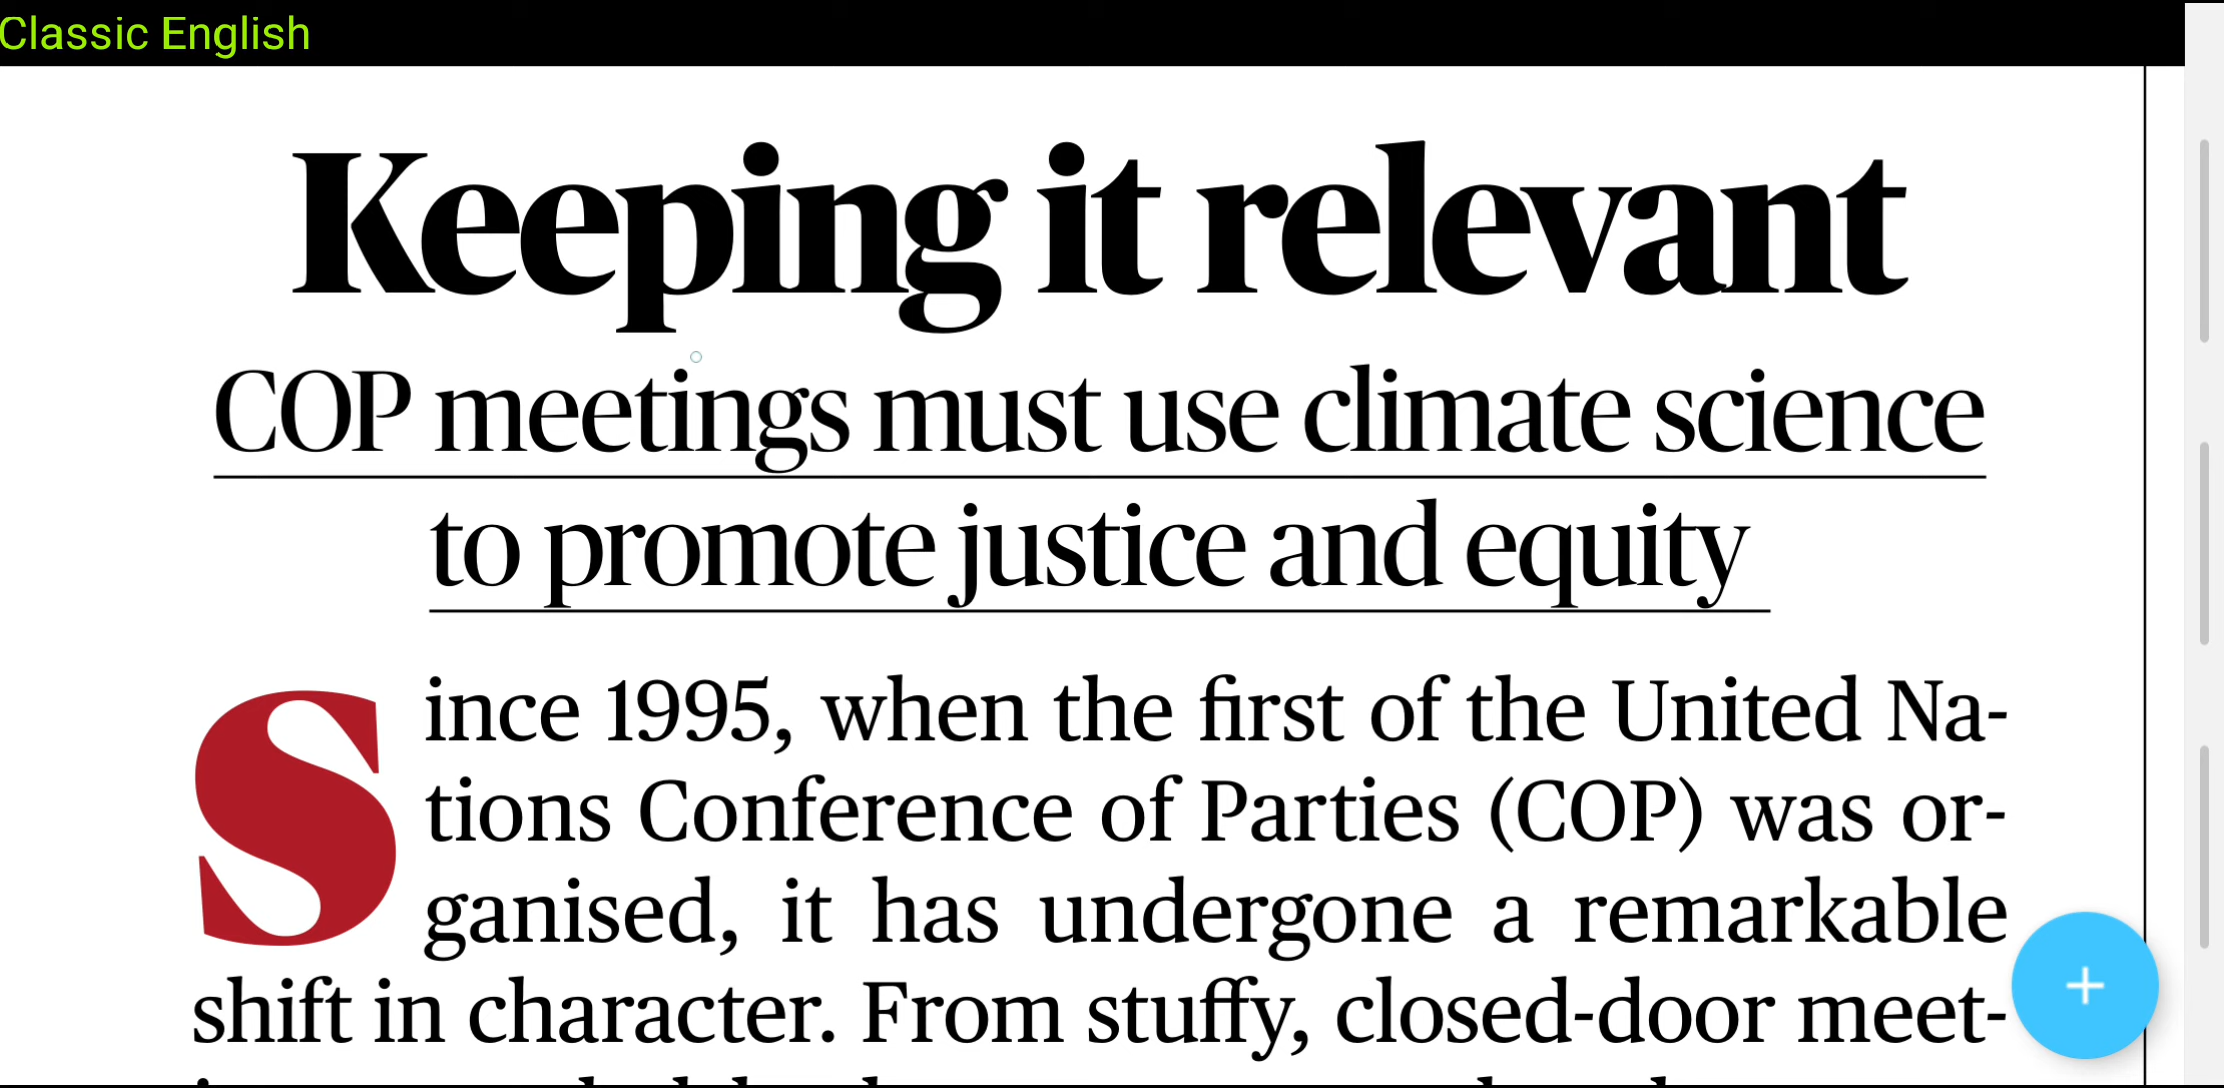 Classic English
Keeping it relevant
COP meetings must use climate science
to promote justice and equity
Since 1995, when the first of the United Na-
tions Conference of Parties (COP) was or-
ganised, it has undergone a remarkable
shift in character. From stuffy, closed-door meet-
+